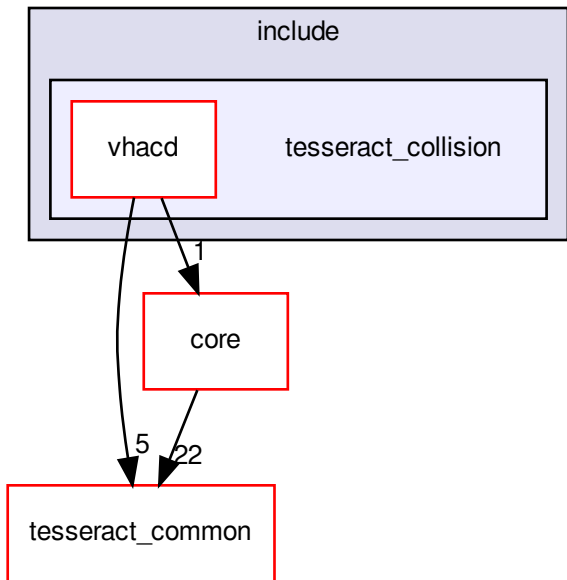 include
vhacd
tesseract_collision
1
core
5
22
tesseract_common